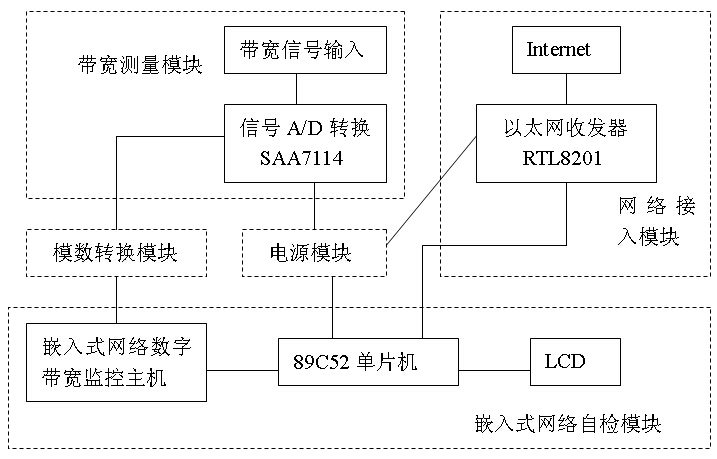 带宽测量模块
带宽信号输入
Internet
信号 A/D 转换
SAA7114
以太网收发器
RTL8201
网络接
入模块
模数转换模块
电源模块
嵌入式网络数字
带宽监控主机
89C52 单片机
LCD
嵌入式网络自检模块